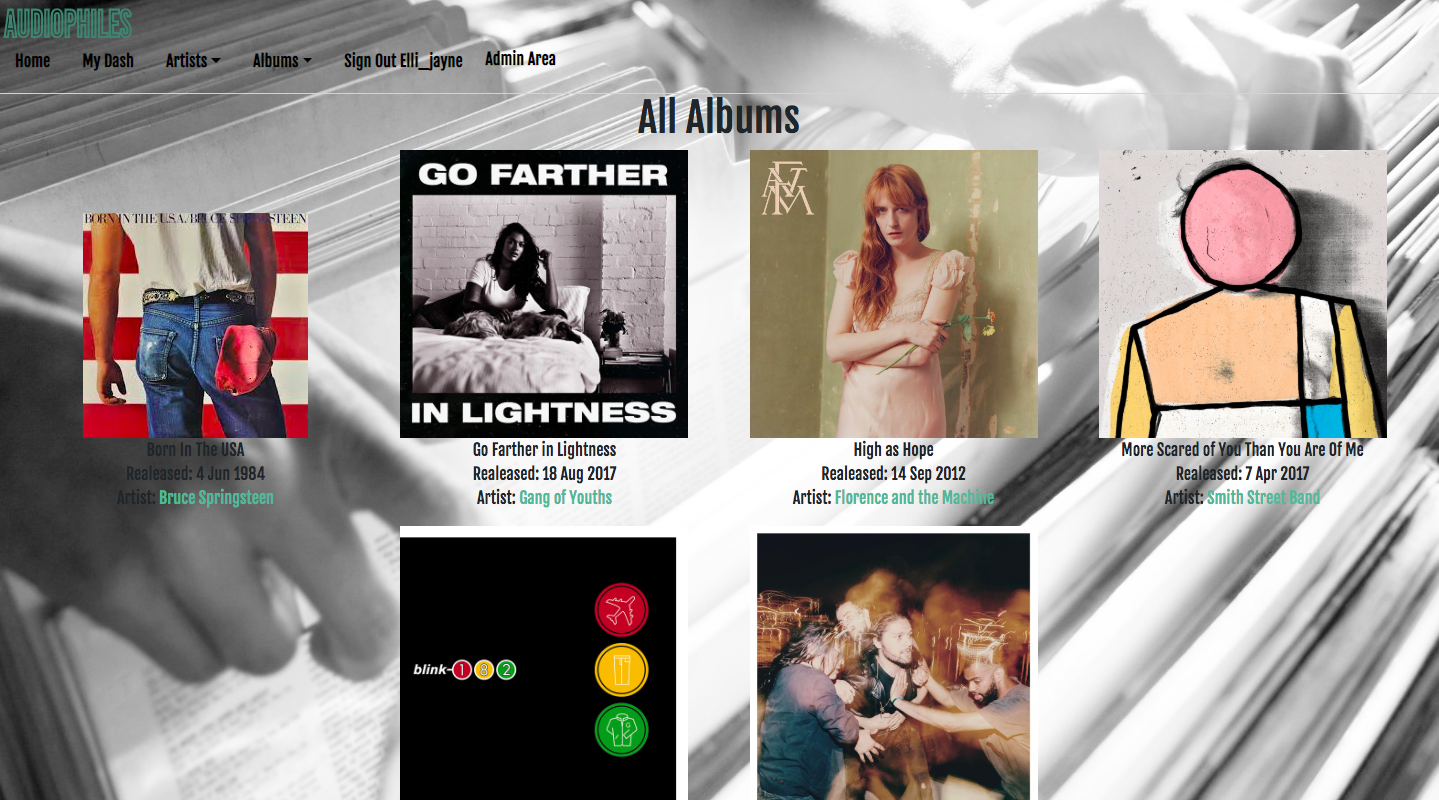 AUDIOPHILES
Home My Dash Artists Albums Sign Out Elli_jayne Admin Area
All Albums
BORN IN THE U.S.A. BRUCE SPRINGSTEEN
GO FARTHER
IN LIGHTNESS
Born In The USA
Realeased: 4 Jun 1984
Artist: Bruce Springsteen
Go Farther in Lightness
Realeased: 18 Aug 2017
Artist: Gang of Youths
High as Hope
Realeased: 14 Sep 2012
Artist: Florence and the Machine
More Scared of You Than You Are Of Me
Realeased: 7 Apr 2017
Artist: Smith Street Band
blink-182